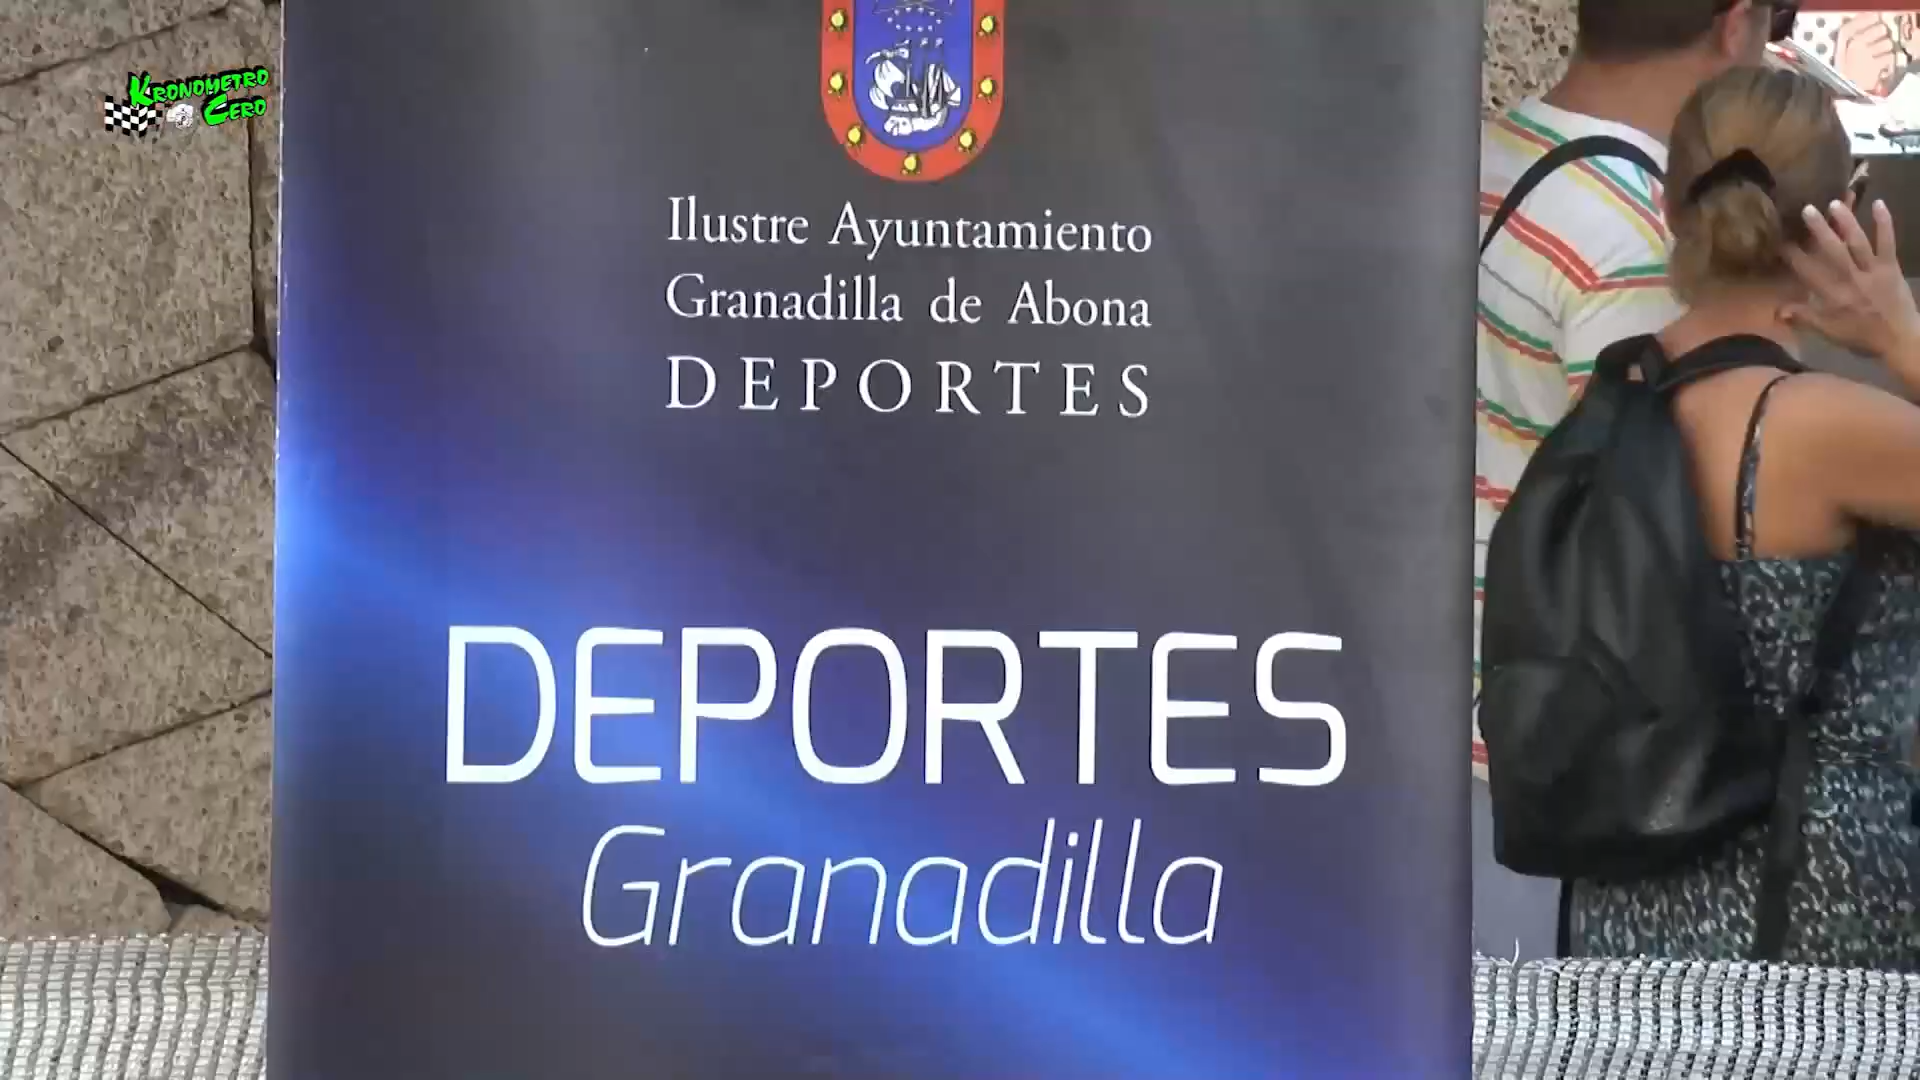 KRONOMETRO
CERO
Ilustre Ayuntamiento
Granadilla de Abona
DEPORTES
DEPORTES
Granadilla